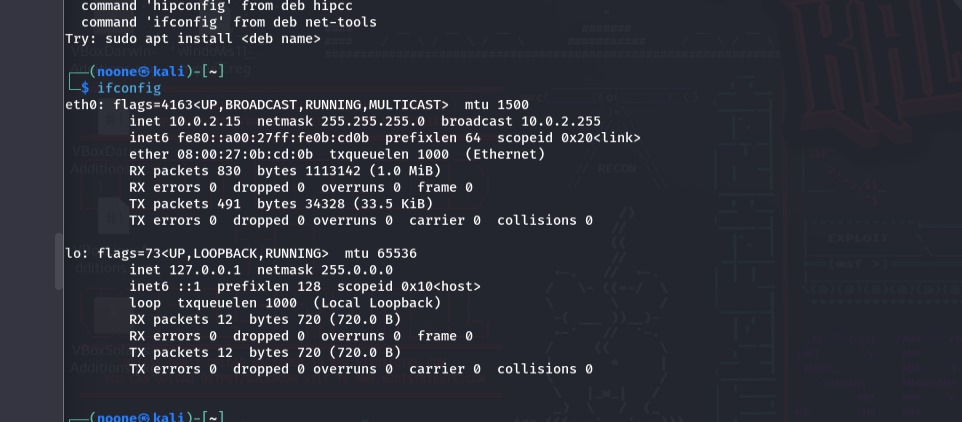 command 'hipconfig' from deb hipcc
command 'ifconfig' from deb net-tools
Try: sudo apt install <deb name>
┌──(noone㉿kali)-[~]
└─$ ifconfig
eth0: flags=4163<UP,BROADCAST,RUNNING,MULTICAST>  mtu 1500
        inet 10.0.2.15  netmask 255.255.255.0  broadcast 10.0.2.255
        inet6 fe80::a00:27ff:fe0b:cd0b  prefixlen 64  scopeid 0x20<link>
        ether 08:00:27:0b:cd:0b  txqueuelen 1000  (Ethernet)
        RX packets 830  bytes 1113142 (1.0 MiB)
        RX errors 0  dropped 0  overruns 0  frame 0
        TX packets 491  bytes 34328 (33.5 KiB)
        TX errors 0  dropped 0 overruns 0  carrier 0  collisions 0
lo: flags=73<UP,LOOPBACK,RUNNING>  mtu 65536
        inet 127.0.0.1  netmask 255.0.0.0
        inet6 ::1  prefixlen 128  scopeid 0x10<host>
        loop  txqueuelen 1000  (Local Loopback)
        RX packets 12  bytes 720 (720.0 B)
        RX errors 0  dropped 0  overruns 0  frame 0
        TX packets 12  bytes 720 (720.0 B)
        TX errors 0  dropped 0 overruns 0  carrier 0  collisions 0
┌──(noone㉿kali)-[~]
// RECON
EXPLOIT